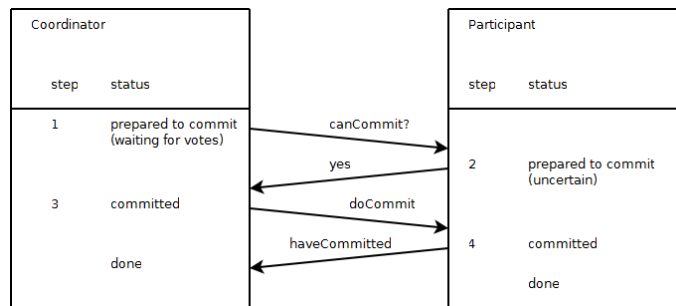 Coordinator
Participant
step status
step status
1 prepared to commit
(waiting for votes)
canCommit?
yes
2 prepared to commit
(uncertain)
3 committed
doCommit
haveCommitted
4 committed
done
done